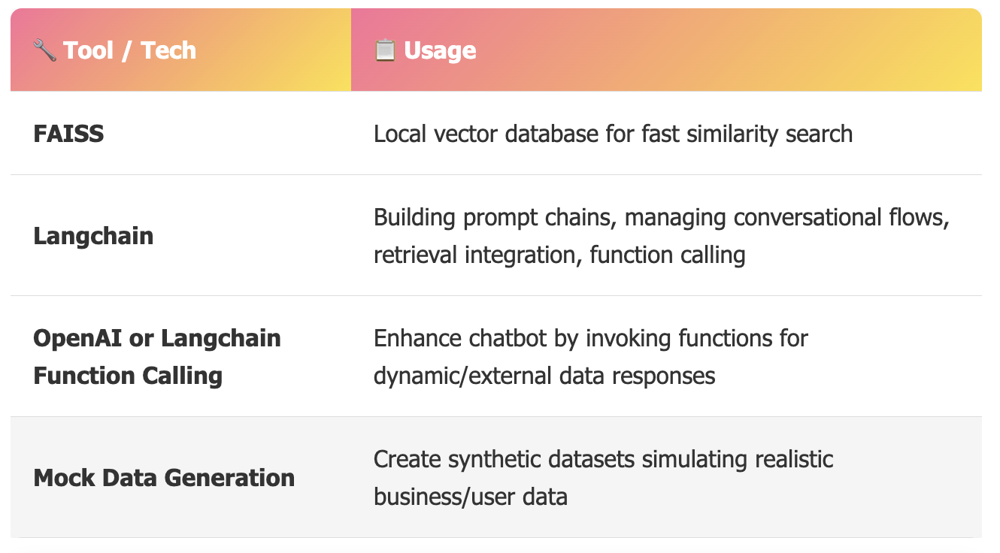 🔧 Tool / Tech
📋 Usage
FAISS
Local vector database for fast similarity search
Langchain
Building prompt chains, managing conversational flows,
retrieval integration, function calling
OpenAI or Langchain
Function Calling
Enhance chatbot by invoking functions for
dynamic/external data responses
Mock Data Generation
Create synthetic datasets simulating realistic
business/user data